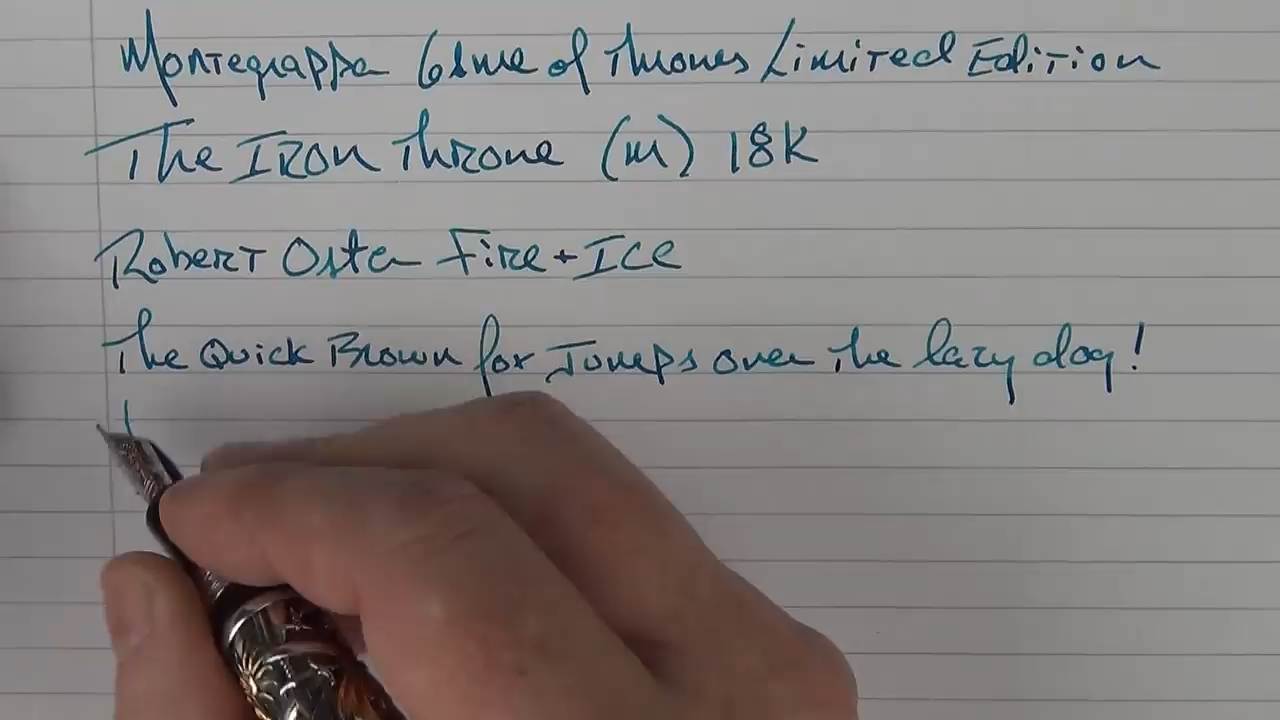 Montegrappa Game of Thrones Limited Edition
The Iron Throne (M) 18K
Robert Oster Fire + Ice
The Quick Brown fox Jumps over the lazy dog!